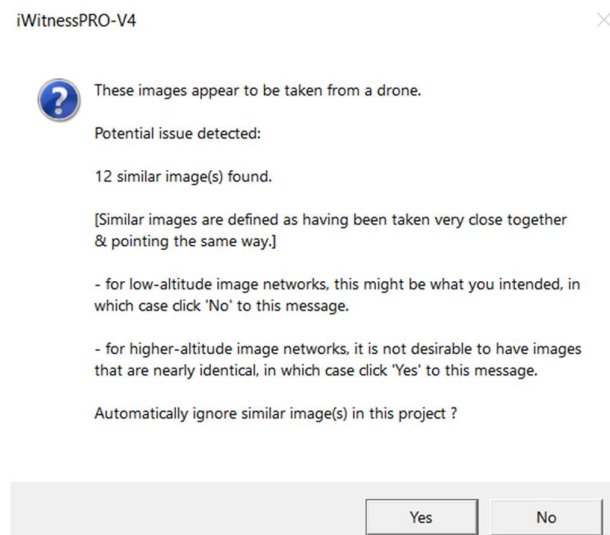 iWitnessPRO-V4
These images appear to be taken from a drone.
Potential issue detected:
12 similar image(s) found.
[Similar images are defined as having been taken very close together
& pointing the same way.]
- for low-altitude image networks, this might be what you intended, in
which case click 'No' to this message.
- for higher-altitude image networks, it is not desirable to have images
that are nearly identical, in which case click 'Yes' to this message.
Automatically ignore similar image(s) in this project ?
Yes
No